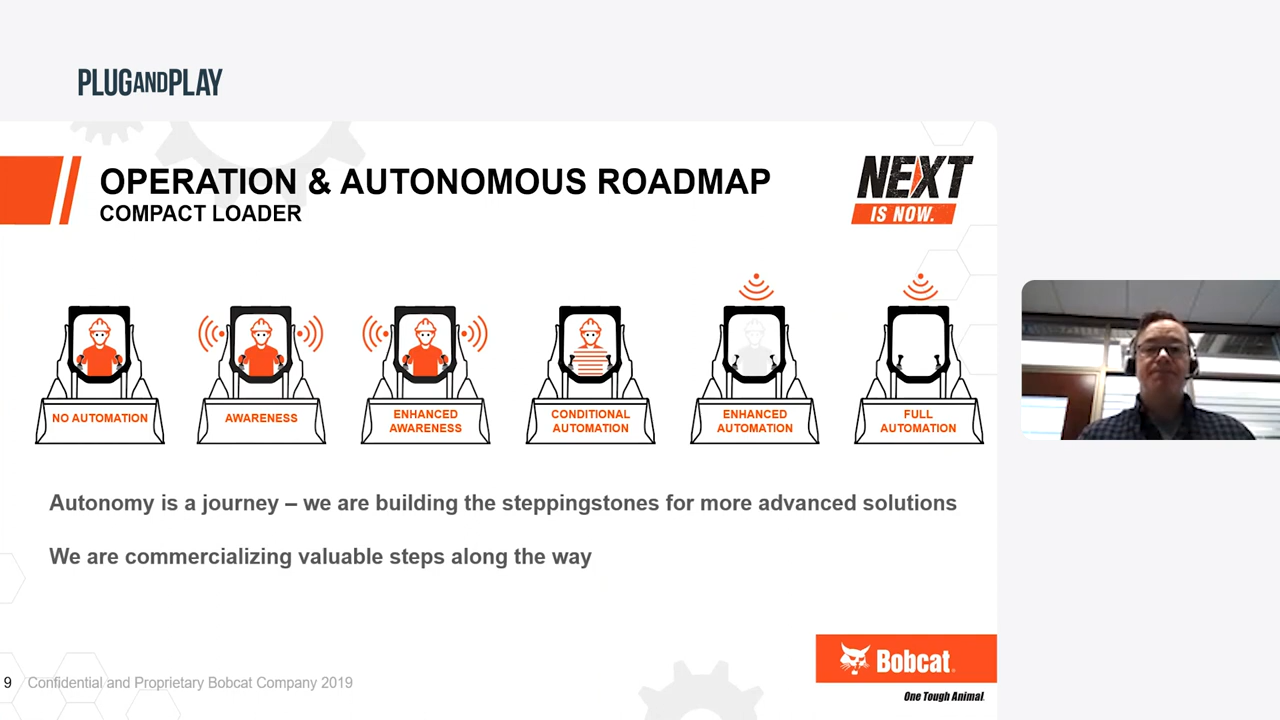 PLUGANDPLAY
OPERATION & AUTONOMOUS ROADMAP
COMPACT LOADER
NEXT
IS NOW.
NO AUTOMATION
AWARENESS
ENHANCED
AWARENESS
CONDITIONAL
AUTOMATION
ENHANCED
AUTOMATION
FULL
AUTOMATION
Autonomy is a journey – we are building the steppingstones for more advanced solutions
We are commercializing valuable steps along the way
Bobcat®
One Tough Animal.
9 Confidential and Proprietary Bobcat Company 2019